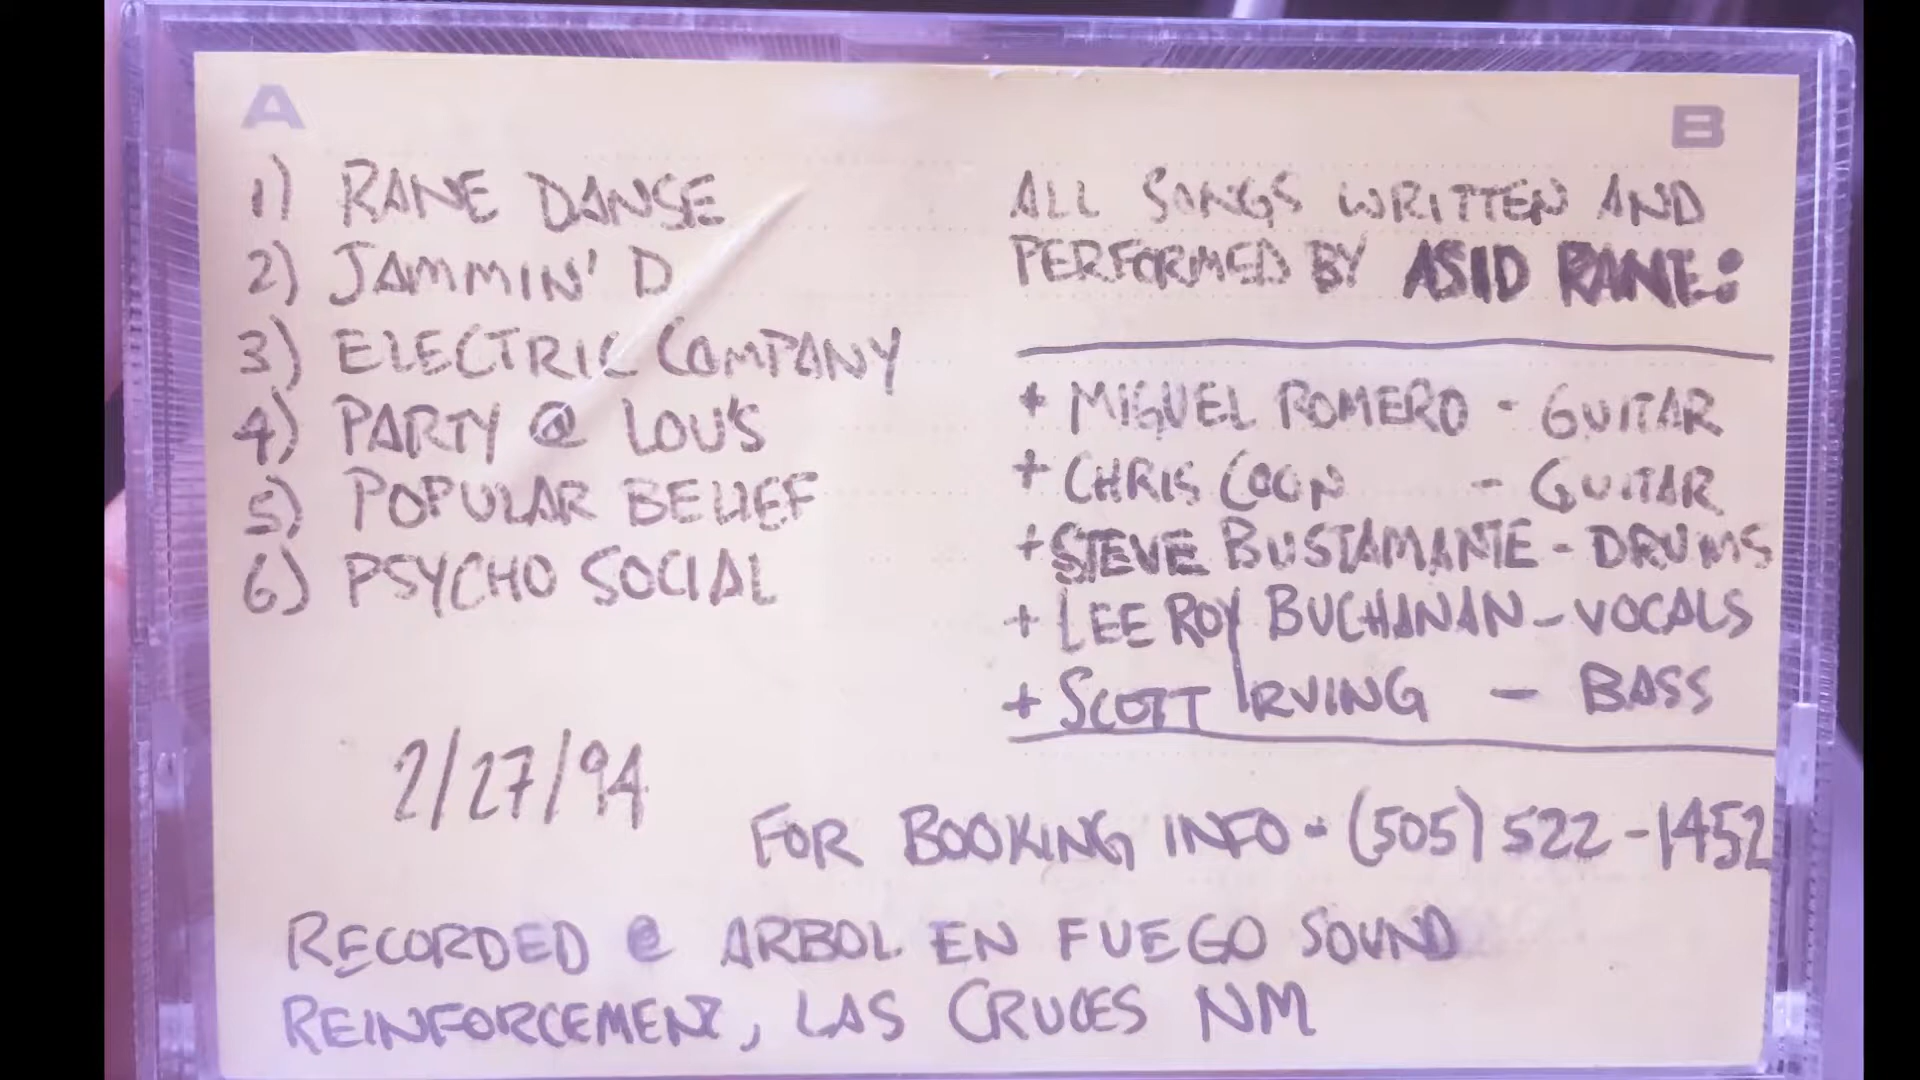 A
1) RANE DANSE
2) JAMMIN' D
3) ELECTRIC COMPANY
4) PARTY @ LOU'S
5) POPULAR BELIEF
6) PSYCHO SOCIAL
2/27/94
B
ALL SONGS WRITTEN AND
PERFORMED BY ASID RANE:
+ MIGUEL ROMERO - GUITAR
+ CHRIS COON - GUITAR
+ STEVE BUSTAMANTE - DRUMS
+ LEE ROY BUCHANAN - VOCALS
+ SCOTT IRVING - BASS
FOR BOOKING INFO - (505) 522-1452
RECORDED @ ARBOL EN FUEGO SOUND
REINFORCEMENT, LAS CRUCES NM